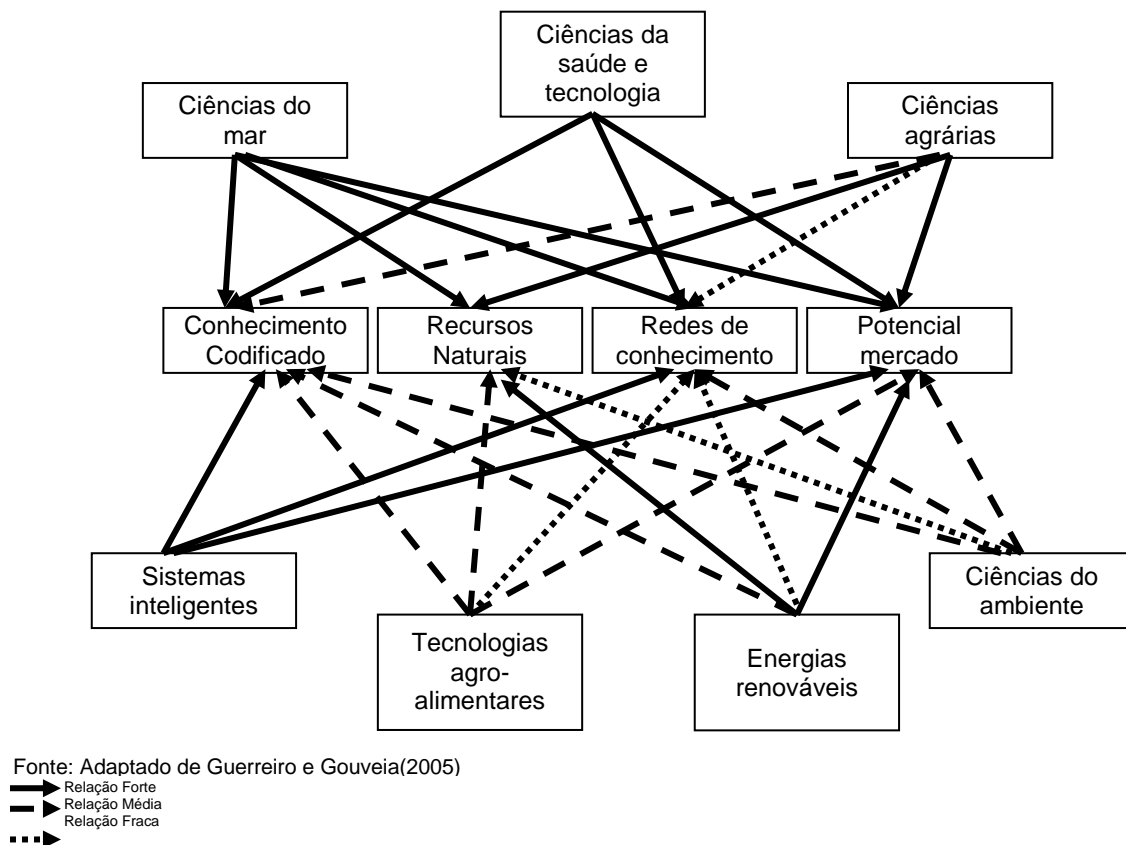 Ciências da
saúde e
tecnologia
Ciências do
mar
Ciências
agrárias
Conhecimento
Codificado
Recursos
Naturais
Redes de
conhecimento
Potencial
mercado
Sistemas
inteligentes
Tecnologias
agro-
alimentares
Energias
renováveis
Ciências do
ambiente
Fonte: Adaptado de Guerreiro e Gouveia(2005)
Relação Forte
Relação Média
Relação Fraca